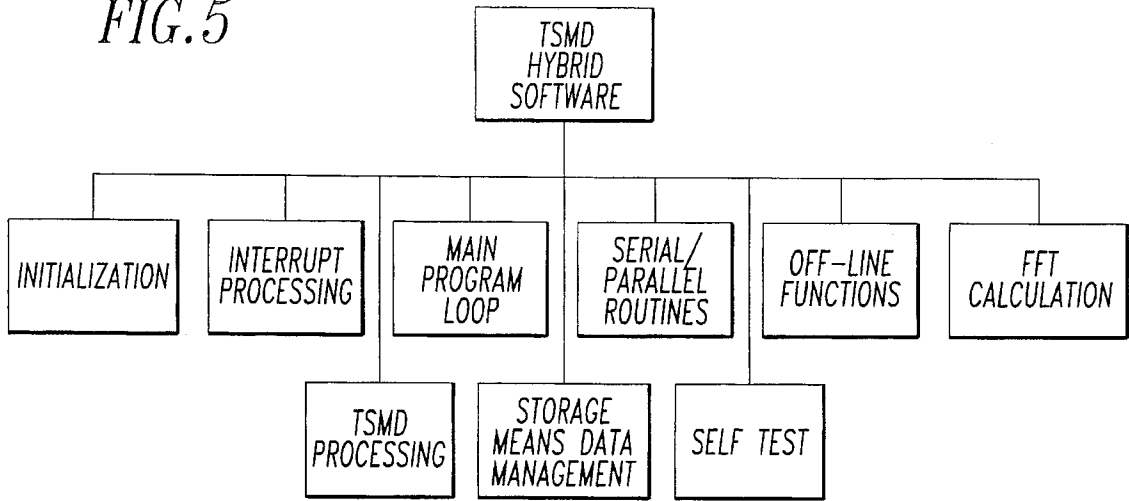 FIG.5
TSMD
HYBRID
SOFTWARE
INITIALIZATION
INTERRUPT
PROCESSING
MAIN
PROGRAM
LOOP
SERIAL/
PARALLEL
ROUTINES
OFF-LINE
FUNCTIONS
FFT
CALCULATION
TSMD
PROCESSING
STORAGE
MEANS DATA
MANAGEMENT
SELF TEST